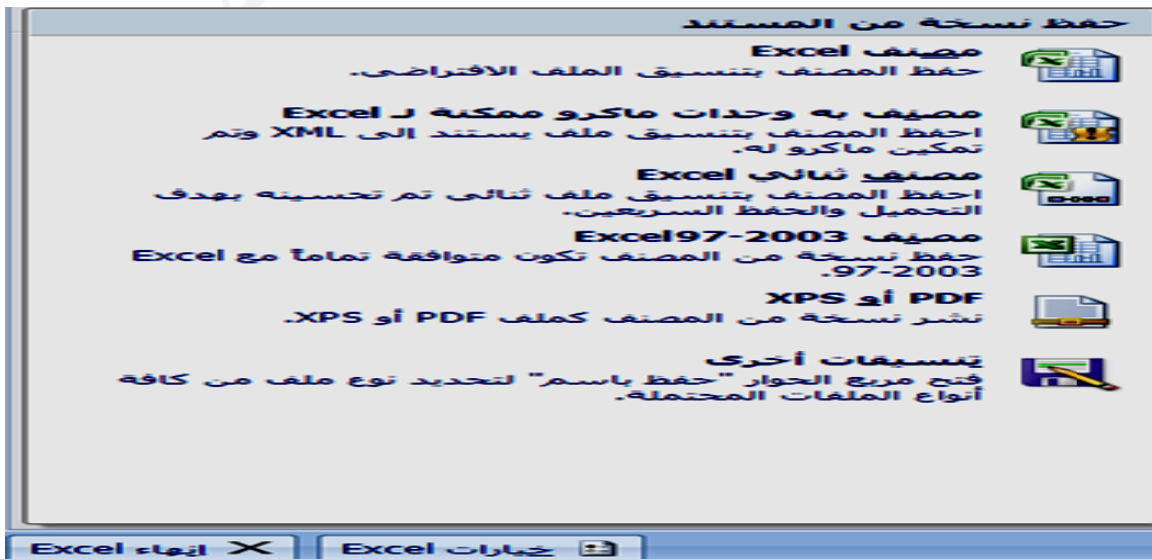 حفظ نسخة من المستند
مصنف Excel
حفظ المصنف بتنسيق الملف الافتراضي.
مصنف به وحدات ماكرو ممكنة لـ Excel
احفظ المصنف بتنسيق ملف يستند إلى XML وتم
تمكين ماكرو له.
مصنف ثنائي Excel
احفظ المصنف بتنسيق ملف ثنائي تم تحسينه بهدف
التحميل والحفظ السريعين.
مصنف Excel97-2003
حفظ نسخة من المصنف تكون متوافقة تماماً مع Excel
97-2003.
PDF أو XPS
نشر نسخة من المصنف كملف PDF أو XPS.
تنسيقات أخرى
فتح مربع الحوار "حفظ باسم" لتحديد نوع ملف من كافة
أنواع الملفات المحتملة.
خيارات Excel
إنهاء Excel